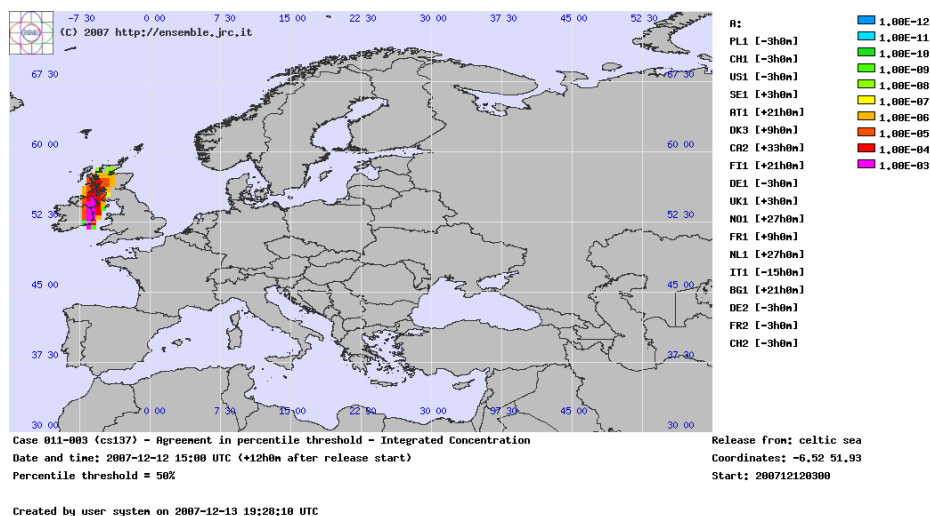 -7 30 0 00 7 30 15 00 22 30 30 00 37 30 45 00 52 30
(C) 2007 http://ensemble.jrc.it
67 30 67 30
60 00 60 00
52 30 52 30
45 00 45 00
37 30 37 30
30 00 30 00
0 00 7 30 15 00 22 30 30 00 37 30 45 00
A:
PL1 [-3h0m]
CH1 [-3h0m]
US1 [-3h0m]
SE1 [+3h0m]
AT1 [+21h0m]
DK3 [+9h0m]
CA2 [+33h0m]
FI1 [+21h0m]
DE1 [-3h0m]
UK1 [+3h0m]
NO1 [+27h0m]
FR1 [+9h0m]
NL1 [+27h0m]
IT1 [-15h0m]
BG1 [+21h0m]
DE2 [-3h0m]
FR2 [-3h0m]
CH2 [-3h0m]
1.00E-12
1.00E-11
1.00E-10
1.00E-09
1.00E-08
1.00E-07
1.00E-06
1.00E-05
1.00E-04
1.00E-03
Case 011-003 (cs137) - Agreement in percentile threshold - Integrated Concentration
Date and time: 2007-12-12 15:00 UTC (+12h0m after release start)
Percentile threshold = 50%
Release from: celtic sea
Coordinates: -6.52 51.93
Start: 200712120300
Created by user system on 2007-12-13 19:28:10 UTC